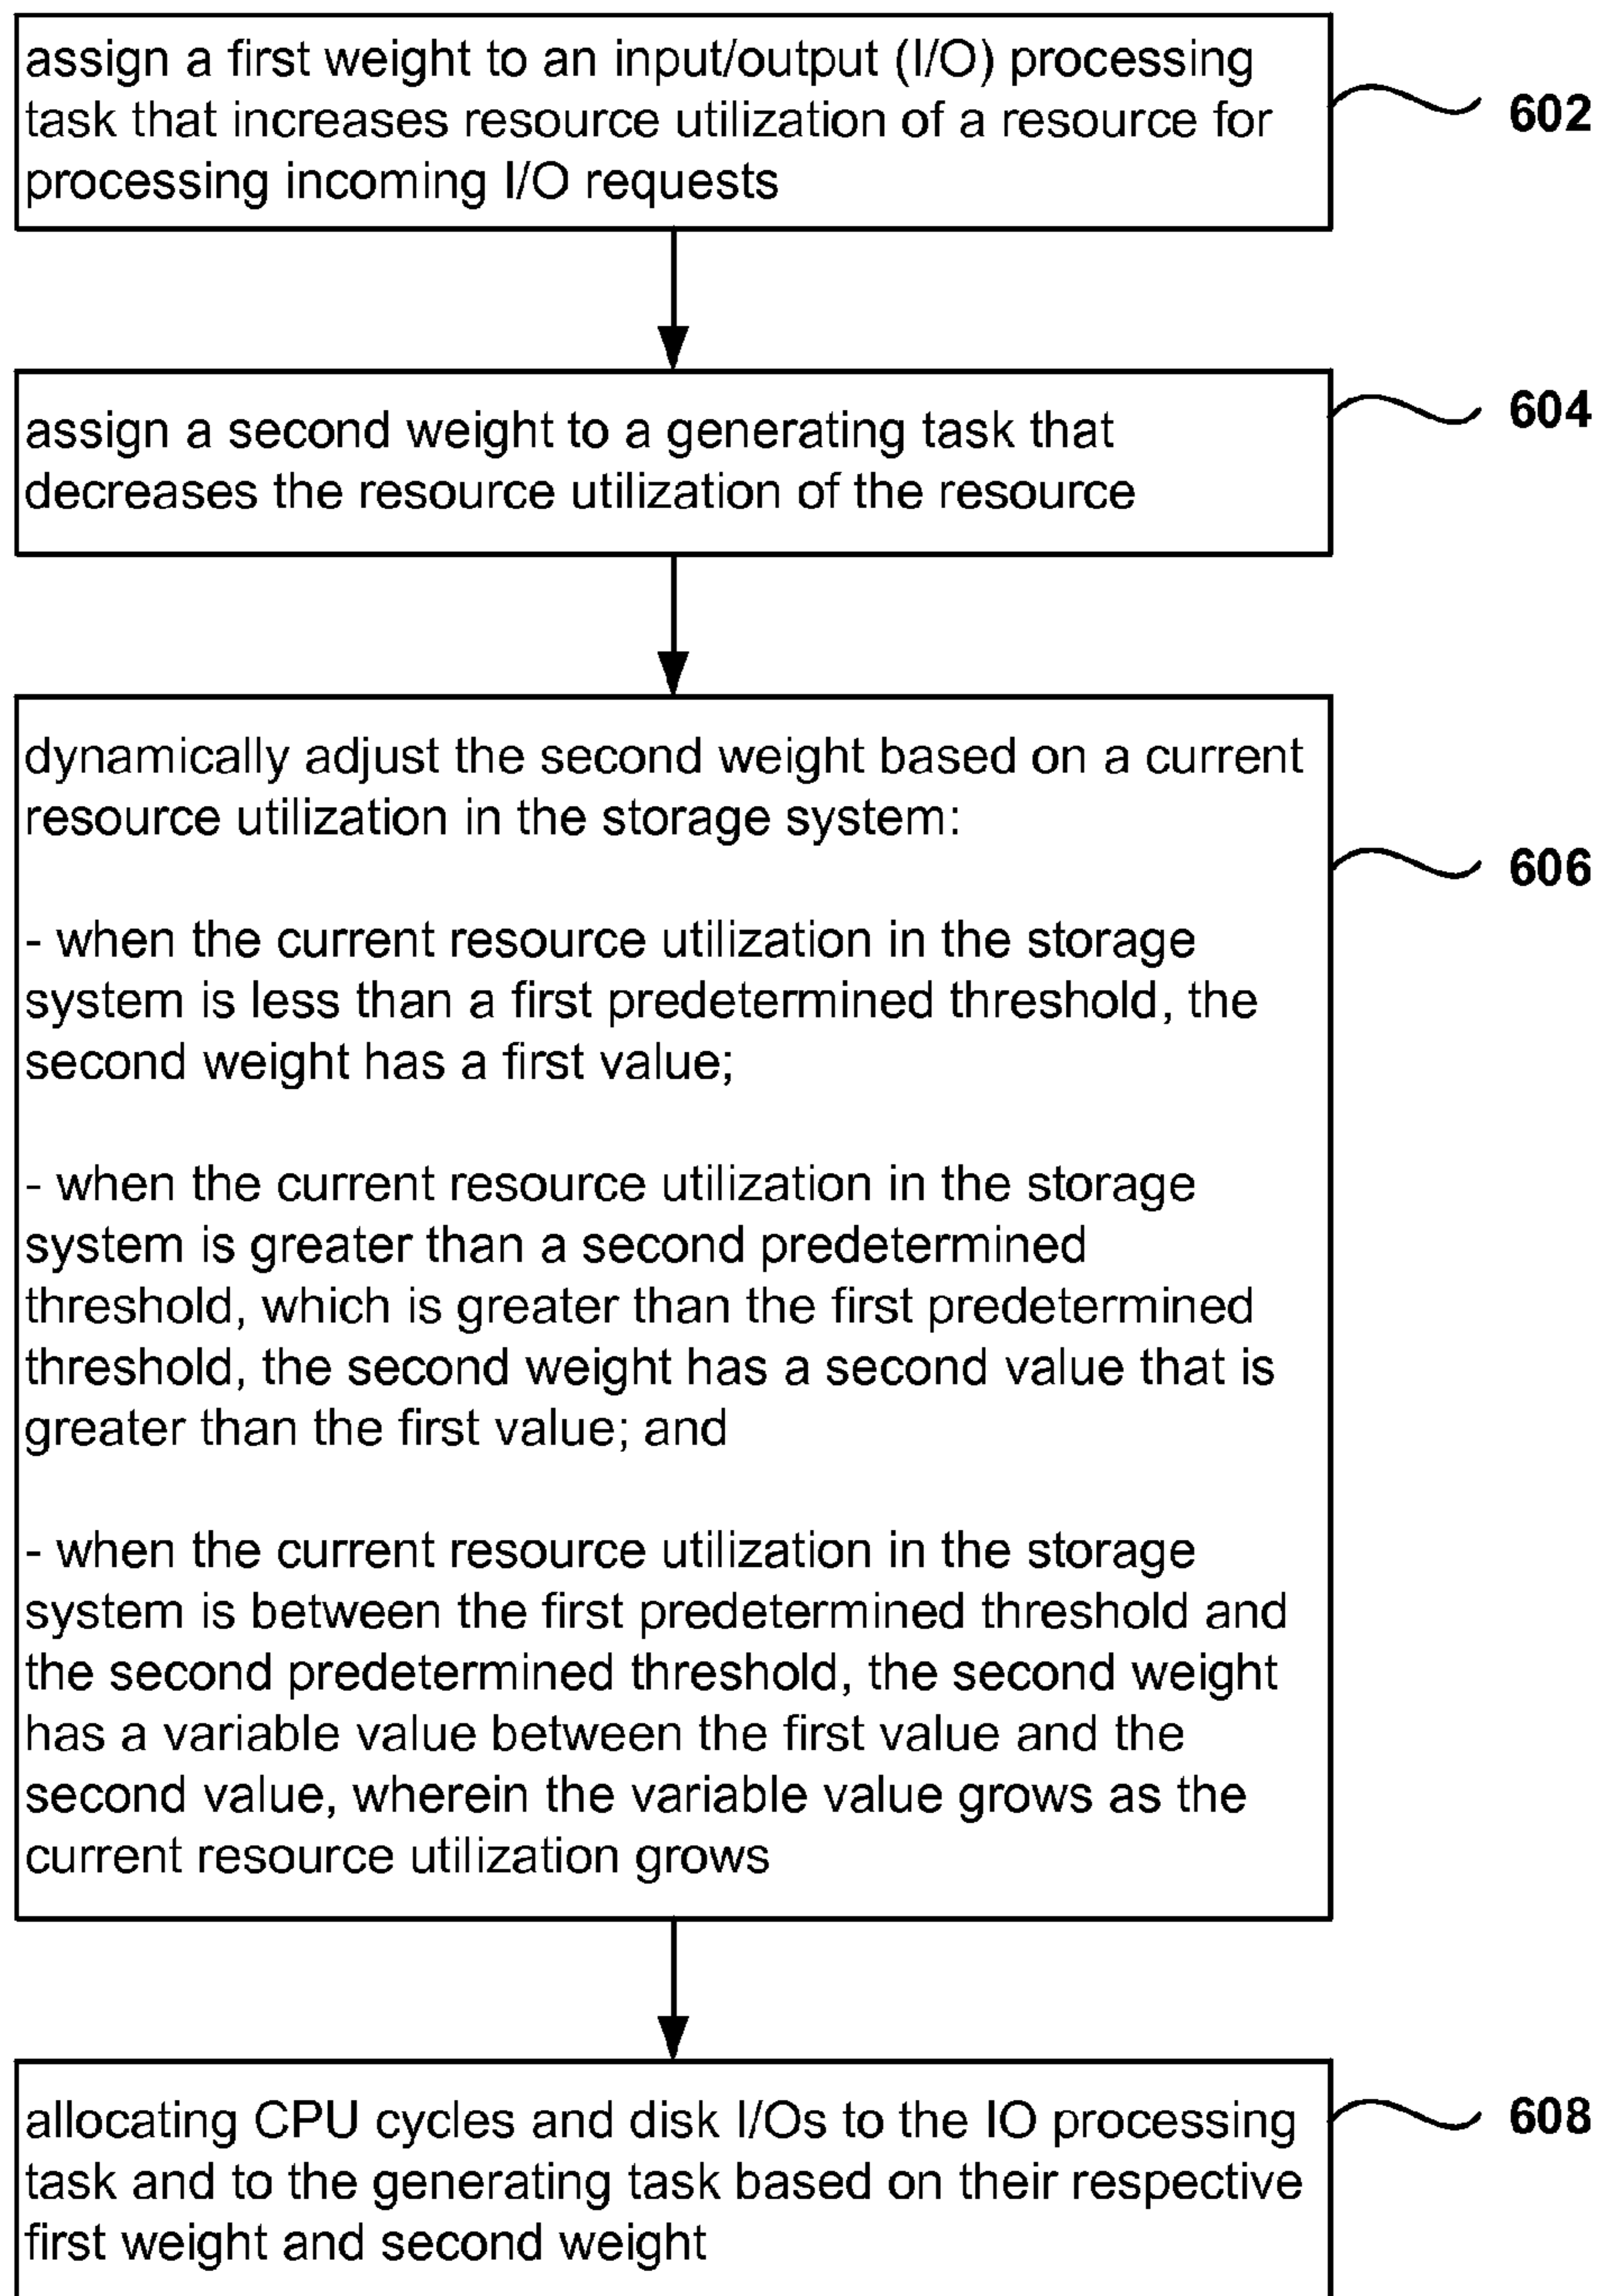 assign a first weight to an input/output (I/O) processing
task that increases resource utilization of a resource for
processing incoming I/O requests
602
assign a second weight to a generating task that
decreases the resource utilization of the resource
604
dynamically adjust the second weight based on a current
resource utilization in the storage system:
606
- when the current resource utilization in the storage
system is less than a first predetermined threshold, the
second weight has a first value;
- when the current resource utilization in the storage
system is greater than a second predetermined
threshold, which is greater than the first predetermined
threshold, the second weight has a second value that is
greater than the first value; and
- when the current resource utilization in the storage
system is between the first predetermined threshold and
the second predetermined threshold, the second weight
has a variable value between the first value and the
second value, wherein the variable value grows as the
current resource utilization grows
allocating CPU cycles and disk I/Os to the IO processing
task and to the generating task based on their respective
first weight and second weight
608